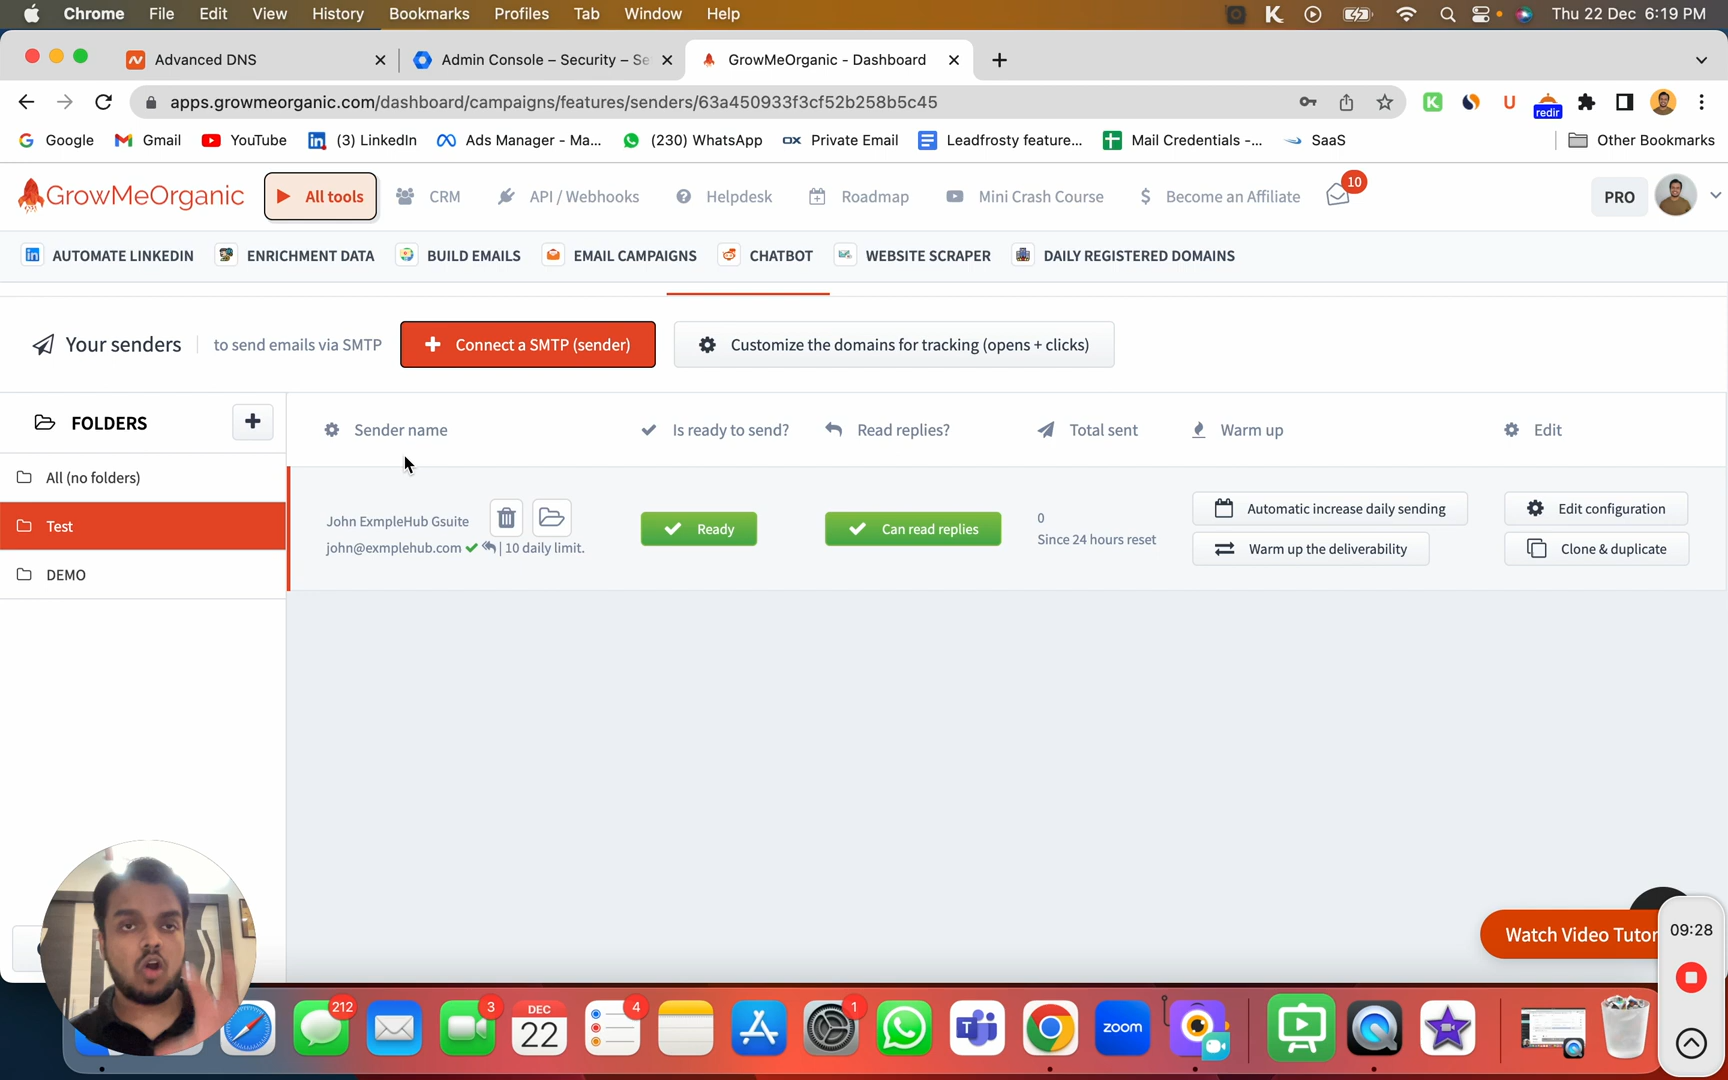 Chrome File Edit View History Bookmarks Profiles Tab Window Help
Thu 22 Dec 6:19 PM
Advanced DNS
Admin Console – Security – Se
GrowMeOrganic - Dashboard
apps.growmeorganic.com/dashboard/campaigns/features/senders/63a450933f3cf52b258b5c45
U
redir
Google Gmail YouTube (3) LinkedIn Ads Manager - Ma... (230) WhatsApp Private Email Leadfrosty feature... Mail Credentials -... SaaS Other Bookmarks
GrowMeOrganic All tools CRM API / Webhooks Helpdesk Roadmap Mini Crash Course Become an Affiliate 10 PRO
AUTOMATE LINKEDIN ENRICHMENT DATA BUILD EMAILS EMAIL CAMPAIGNS CHATBOT WEBSITE SCRAPER DAILY REGISTERED DOMAINS
Your senders to send emails via SMTP Connect a SMTP (sender) Customize the domains for tracking (opens + clicks)
FOLDERS
All (no folders)
Test
DEMO
Sender name Is ready to send? Read replies? Total sent Warm up Edit
John ExmpleHub Gsuite
john@exmplehub.com | 10 daily limit.
Ready
Can read replies
0
Since 24 hours reset
Automatic increase daily sending
Warm up the deliverability
Edit configuration
Clone & duplicate
Watch Video Tutor
09:28
212
3
DEC
22
4
1
zoom